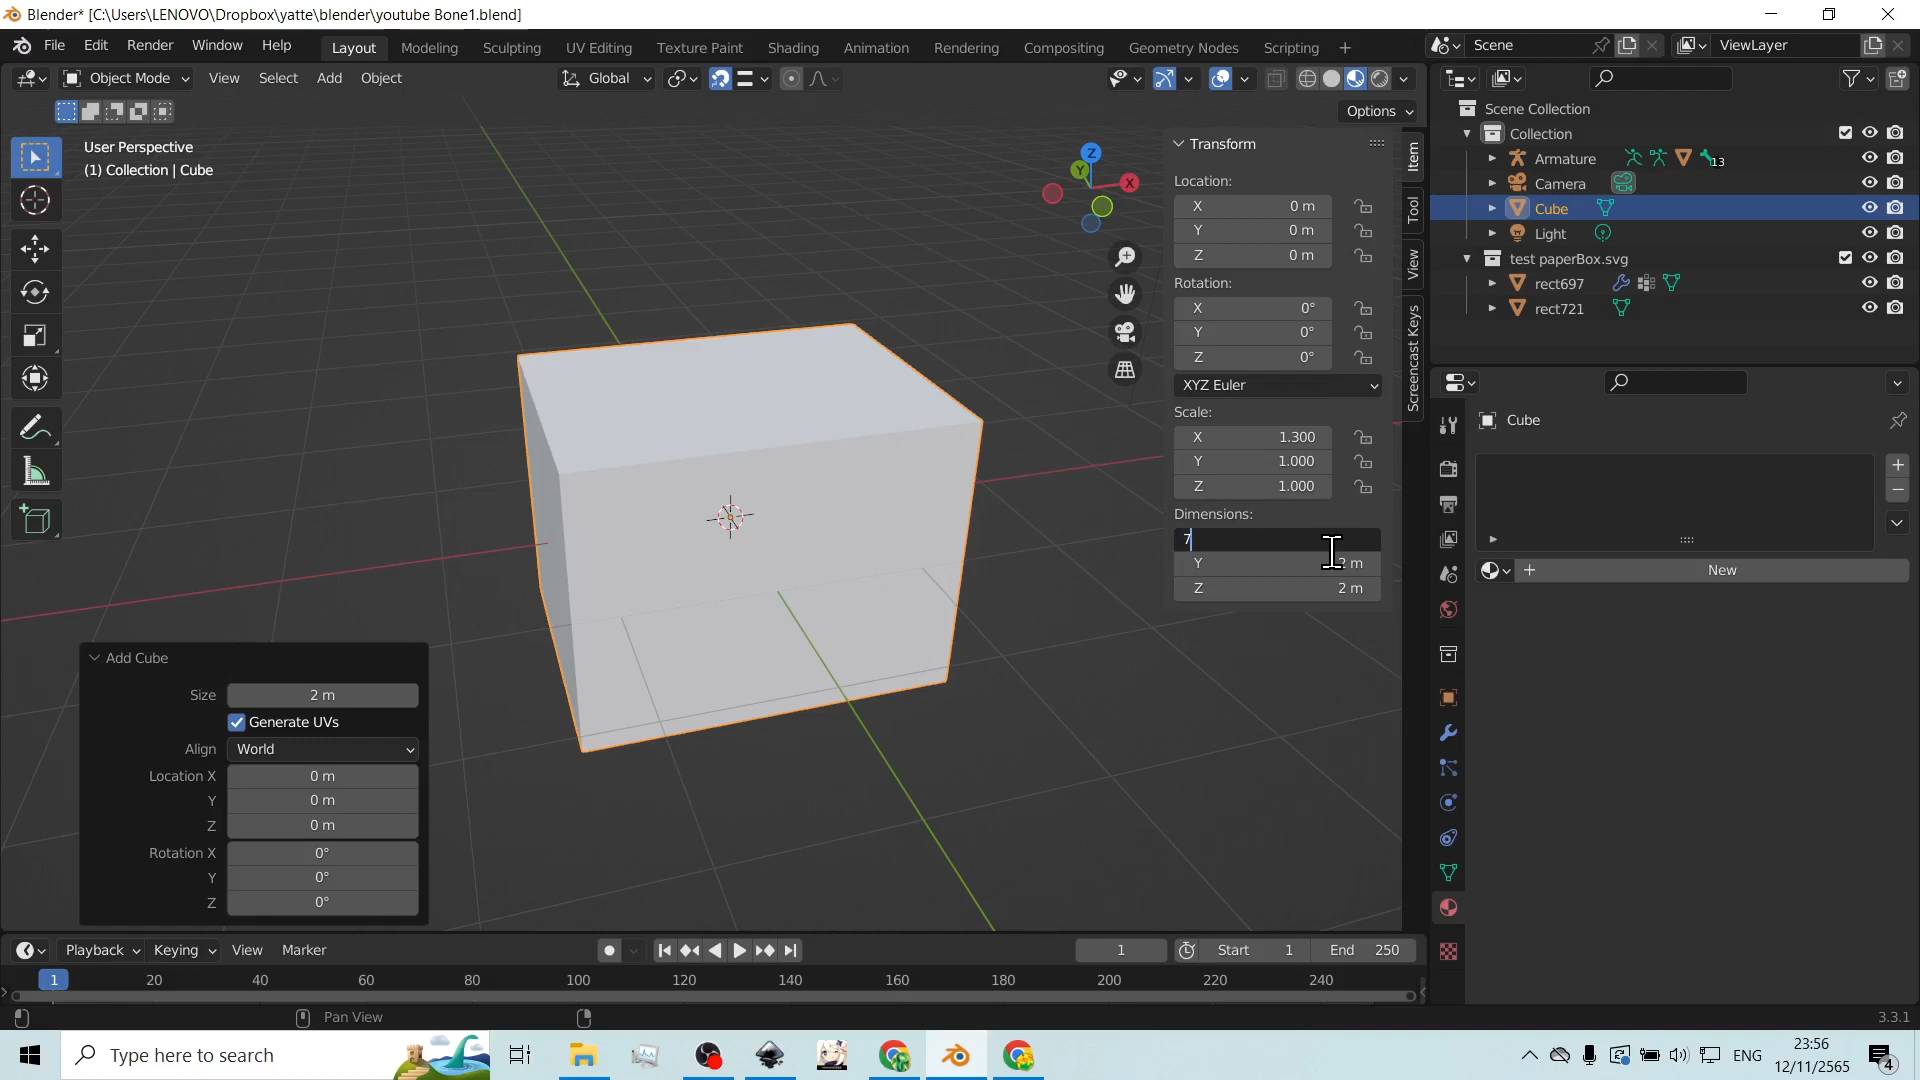 Blender* [C:\Users\LENOVO\Dropbox\yatte\blender\youtube Bone1.blend]
File Edit Render Window Help
Layout Modeling Sculpting UV Editing Texture Paint Shading Animation Rendering Compositing Geometry Nodes Scripting +
Scene
ViewLayer
Object Mode View Select Add Object
Global
Options
User Perspective
(1) Collection | Cube
Z
Y
X
Transform
Location:
X 0 m
Y 0 m
Z 0 m
Rotation:
X 0°
Y 0°
Z 0°
XYZ Euler
Scale:
X 1.300
Y 1.000
Z 1.000
Dimensions:
7
Y 2 m
Z 2 m
Item
Tool
View
Screencast Keys
Scene Collection
Collection
Armature 13
Camera
Cube
Light
test paperBox.svg
rect697
rect721
Cube
+ New
Add Cube
Size 2 m
Generate UVs
Align World
Location X 0 m
Y 0 m
Z 0 m
Rotation X 0°
Y 0°
Z 0°
Playback Keying View Marker
1
Start 1 End 250
1 20 40 60 80 100 120 140 160 180 200 220 240
Pan View
3.3.1
Type here to search
ENG
23:56
12/11/2565
4